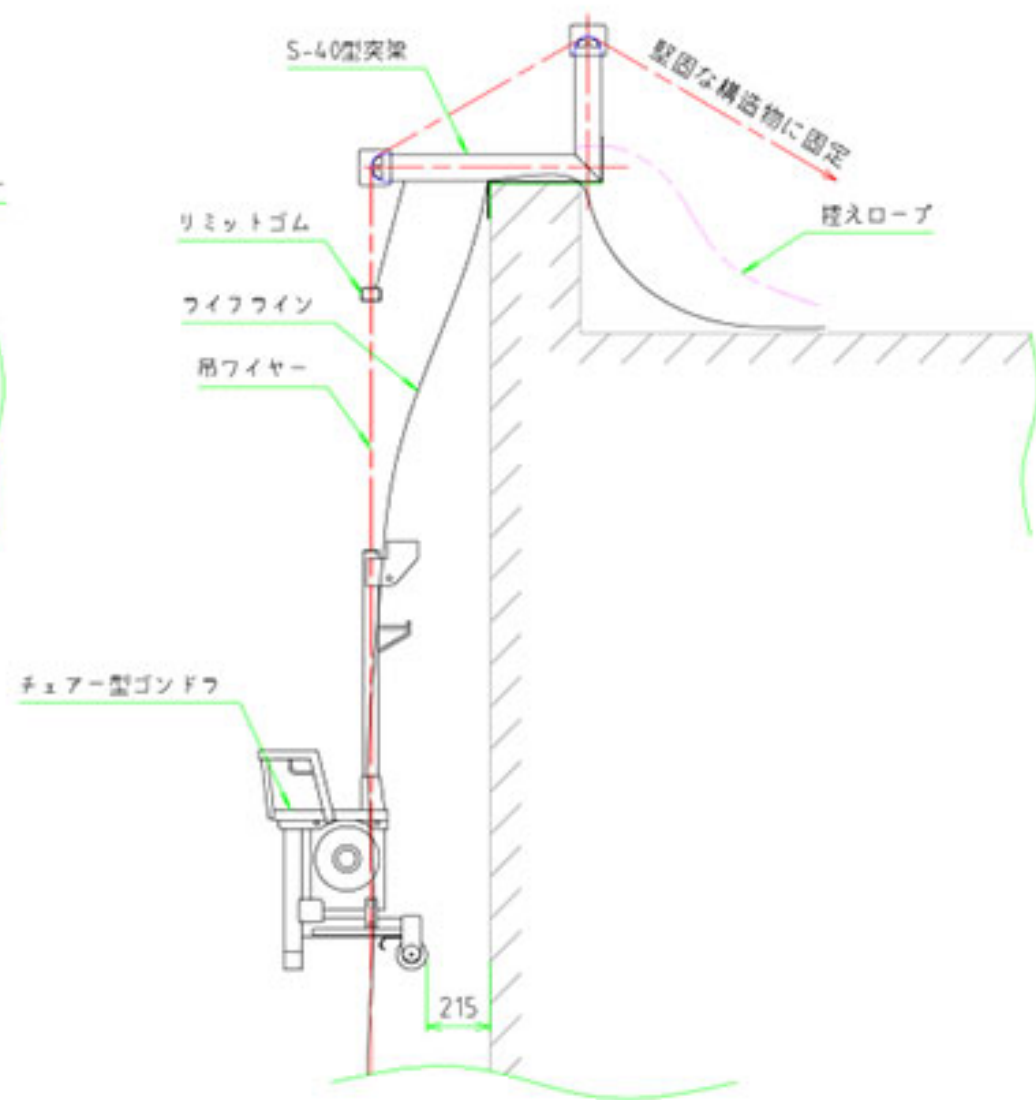 S-40型突梁
堅固な構造物に固定
リミットゴム
控えロープ
ライフライン
吊ワイヤー
チェアー型ゴンドラ
215